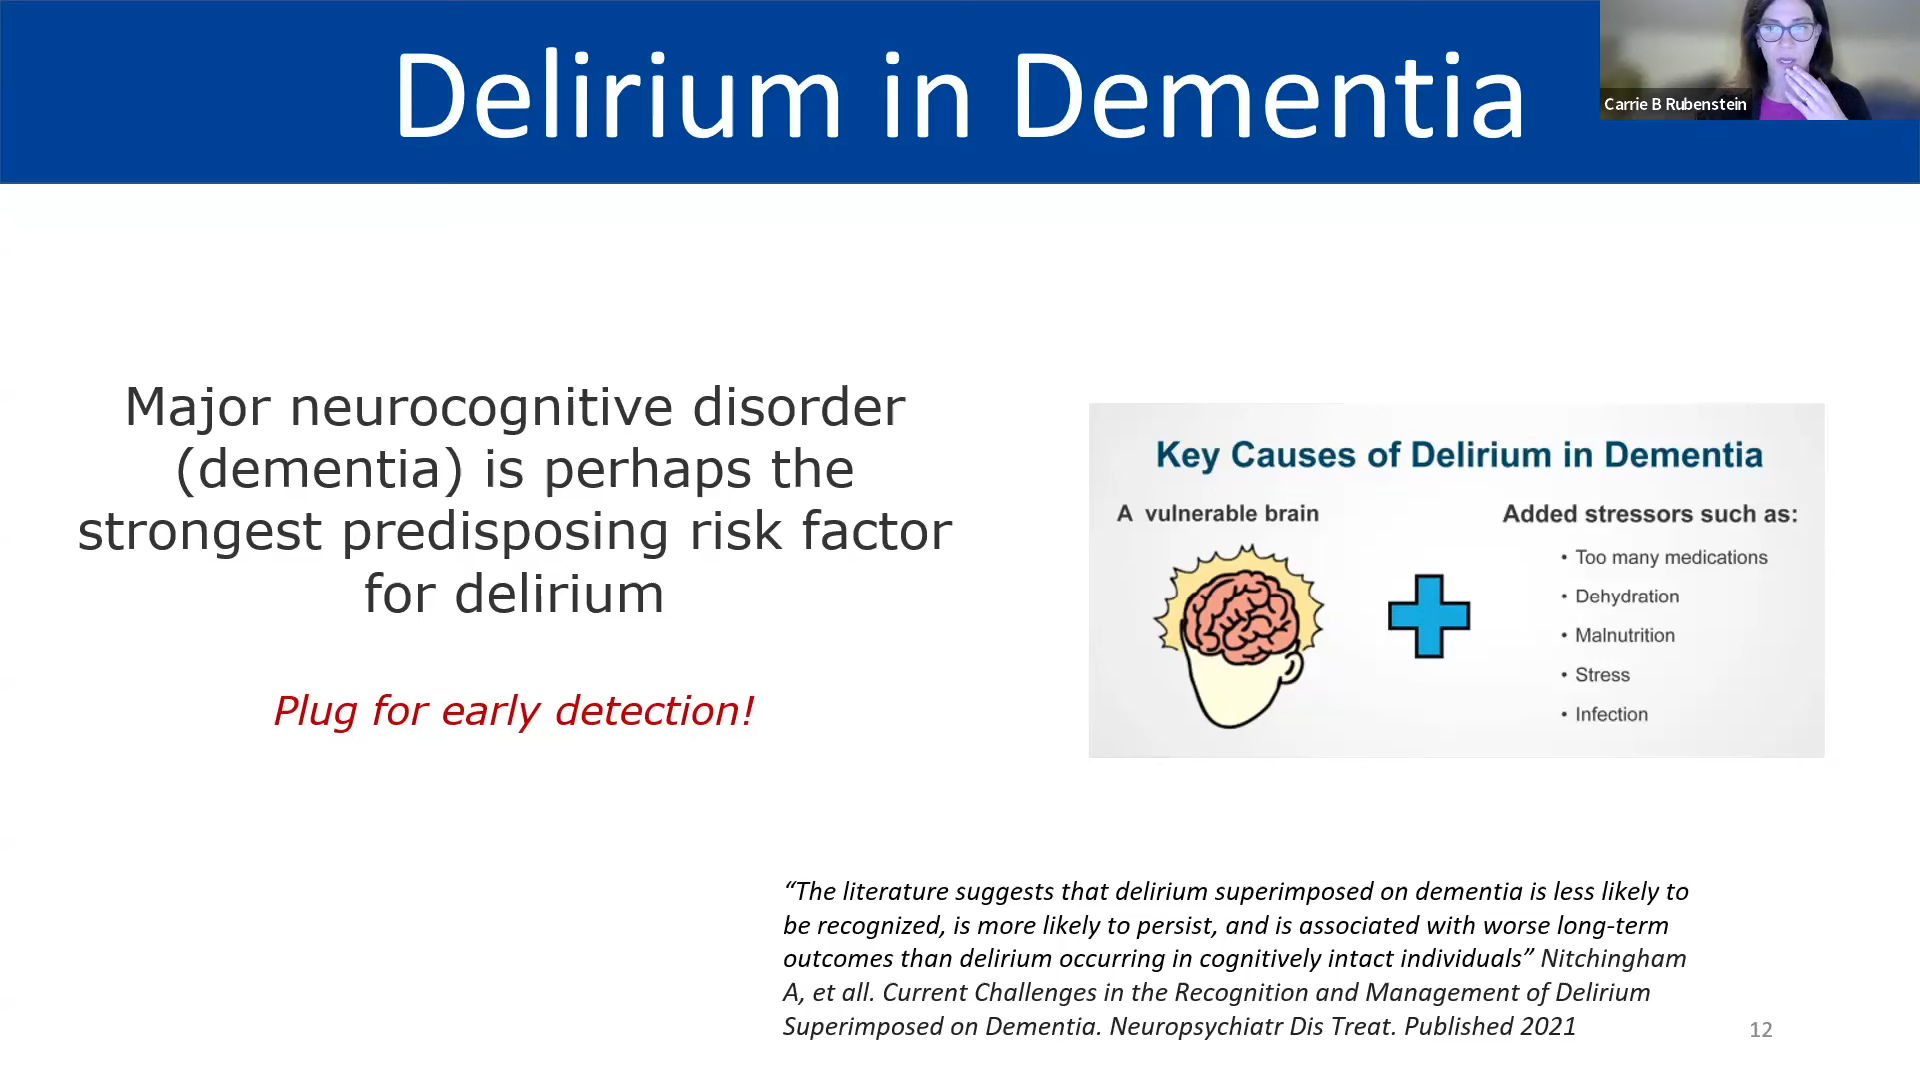 Delirium in Dementia
Carrie B Rubenstein
Major neurocognitive disorder
(dementia) is perhaps the
strongest predisposing risk factor
for delirium
Plug for early detection!
Key Causes of Delirium in Dementia
A vulnerable brain
Added stressors such as:
• Too many medications
• Dehydration
• Malnutrition
• Stress
• Infection
“The literature suggests that delirium superimposed on dementia is less likely to
be recognized, is more likely to persist, and is associated with worse long-term
outcomes than delirium occurring in cognitively intact individuals” Nitchingham
A, et all. Current Challenges in the Recognition and Management of Delirium
Superimposed on Dementia. Neuropsychiatr Dis Treat. Published 2021
12